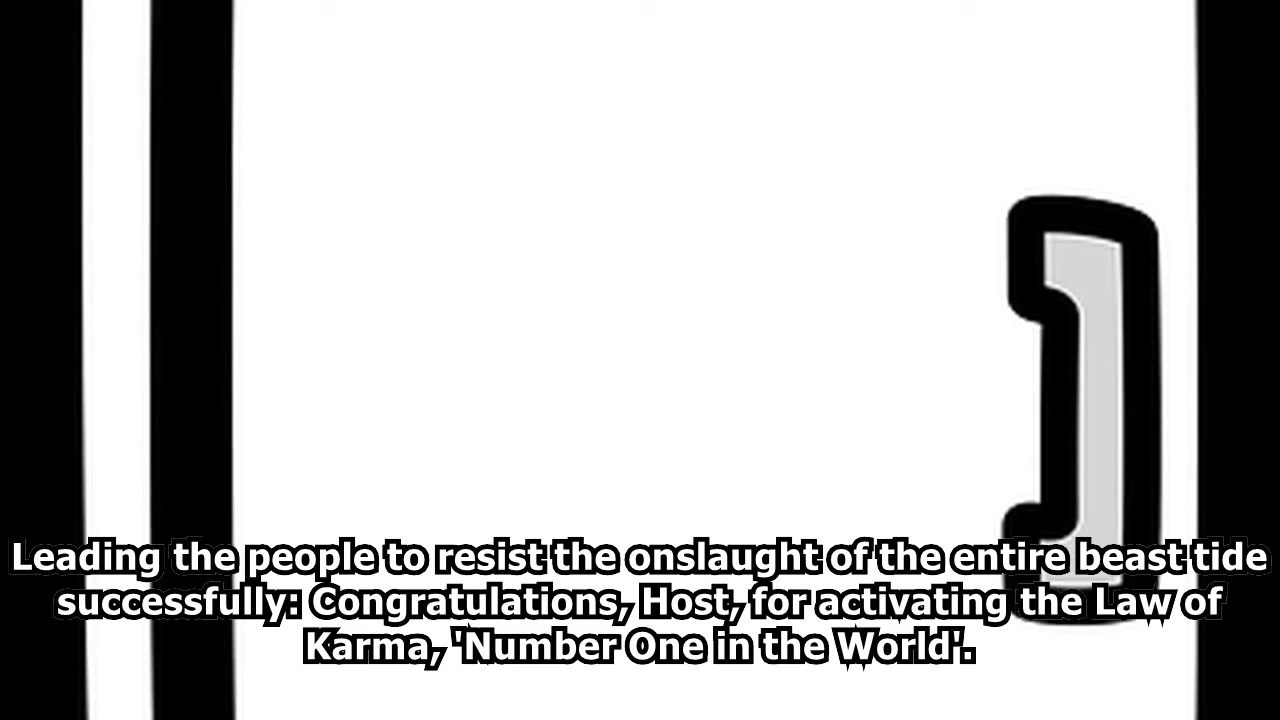 Leading the people to resist the onslaught of the entire beast tide
successfully: Congratulations, Host, for activating the Law of
Karma, 'Number One in the World'.